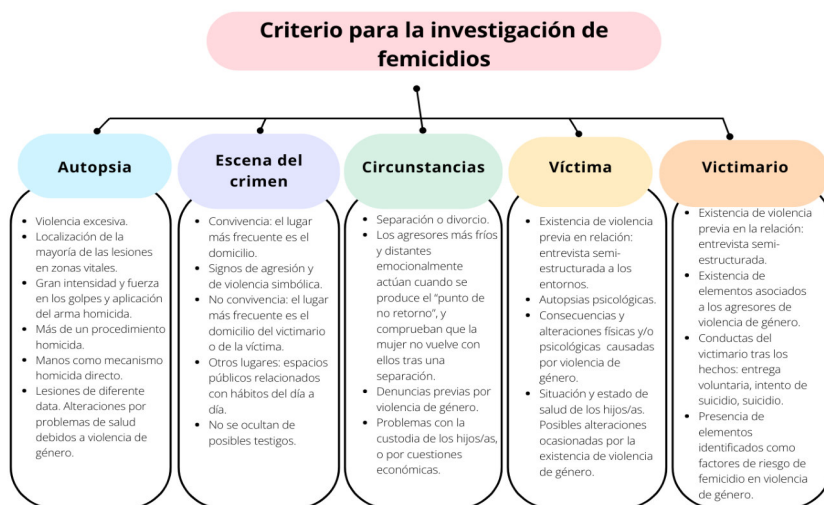 Criterio para la investigación de
femicidios
Autopsia
Violencia excesiva.
Localización de la
mayoría de las lesiones
en zonas vitales.
Gran intensidad y fuerza
en los golpes y aplicación
del arma homicida.
Más de un procedimiento
homicida.
Manos como mecanismo
homicida directo.
Lesiones de diferente
data. Alteraciones por
problemas de salud
debidos a violencia de
género.
Escena del
crimen
Convivencia: el lugar
más frecuente es el
domicilio.
Signos de agresión y
de violencia simbólica.
No convivencia: el lugar
más frecuente es el
domicilio del victimario
o de la víctima.
Otros lugares: espacios
públicos relacionados
con hábitos del día a
día.
No se ocultan de
posibles testigos.
Circunstancias
Separación o divorcio.
Los agresores más fríos
y distantes
emocionalmente
actúan cuando se
produce el “punto de
no retorno”, y
comprueban que la
mujer no vuelve con
ellos tras una
separación.
Denuncias previas por
violencia de género.
Problemas con la
custodia de los hijos/as,
o por cuestiones
económicas.
Víctima
Existencia de violencia
previa en relación:
entrevista semi-
estructurada a los
entornos.
Autopsias psicológicas.
Consecuencias y
alteraciones físicas y/o
psicológicas causadas
por violencia de
género.
Situación y estado de
salud de los hijos/as.
Posibles alteraciones
ocasionadas por la
existencia de violencia
de género.
Victimario
Existencia de violencia
previa en la relación:
entrevista semi-
estructurada.
Existencia de
elementos asociados
a los agresores de
violencia de género.
Conductas del
victimario tras los
hechos: entrega
voluntaria, intento de
suicidio, suicidio.
Presencia de
elementos
identificados como
factores de riesgo de
femicidio en violencia
de género.